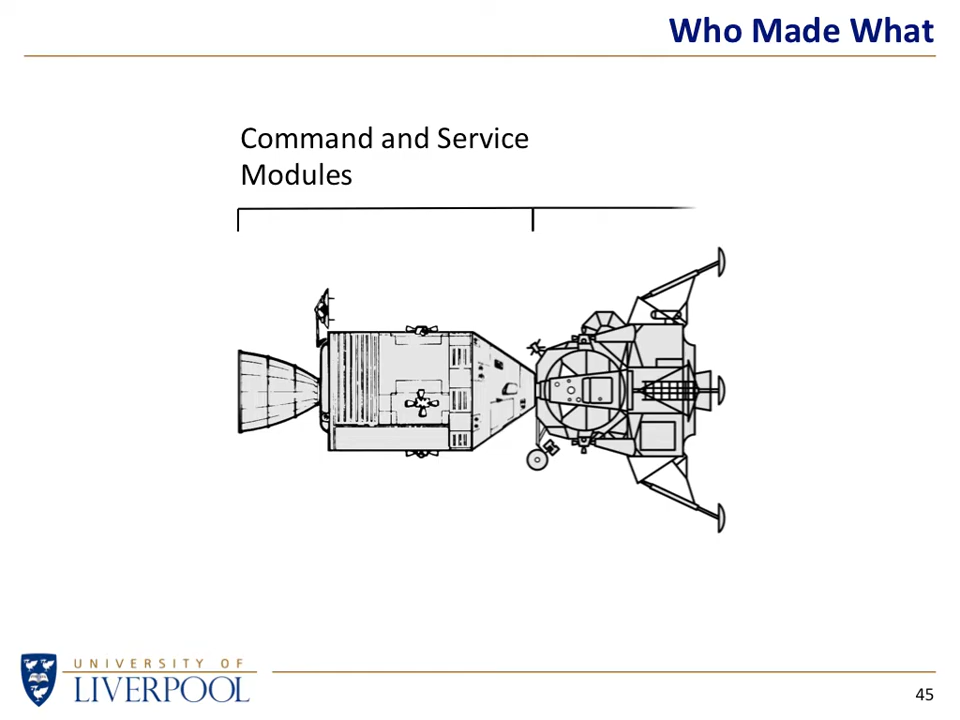 Who Made What
Command and Service
Modules
UNIVERSITY OF
LIVERPOOL
45